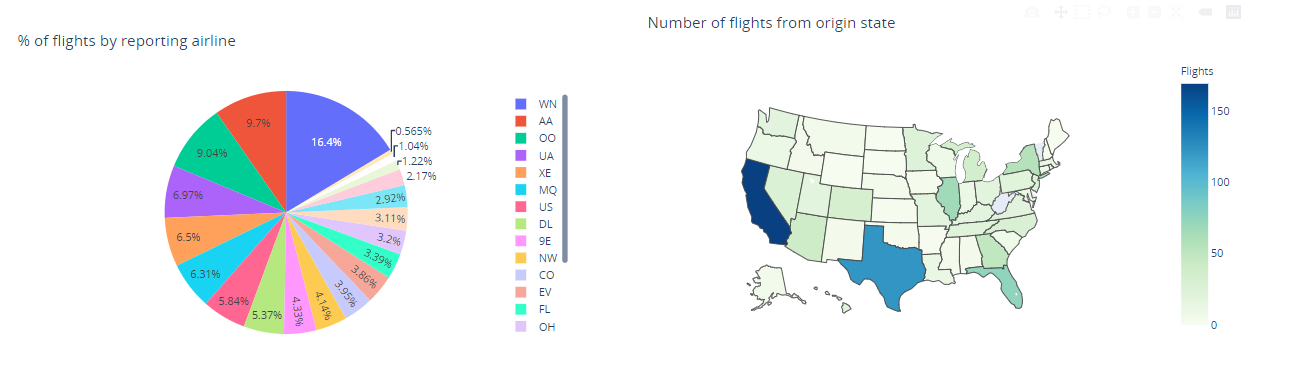 % of flights by reporting airline
16.4%
9.7%
9.04%
6.97%
6.5%
6.31%
5.84%
5.37%
4.33%
4.14%
3.95%
3.86%
3.39%
3.2%
3.11%
2.92%
2.17%
1.22%
1.04%
0.565%
WN
AA
OO
UA
XE
MQ
US
DL
9E
NW
CO
EV
FL
OH
Number of flights from origin state
Flights
150
100
50
0